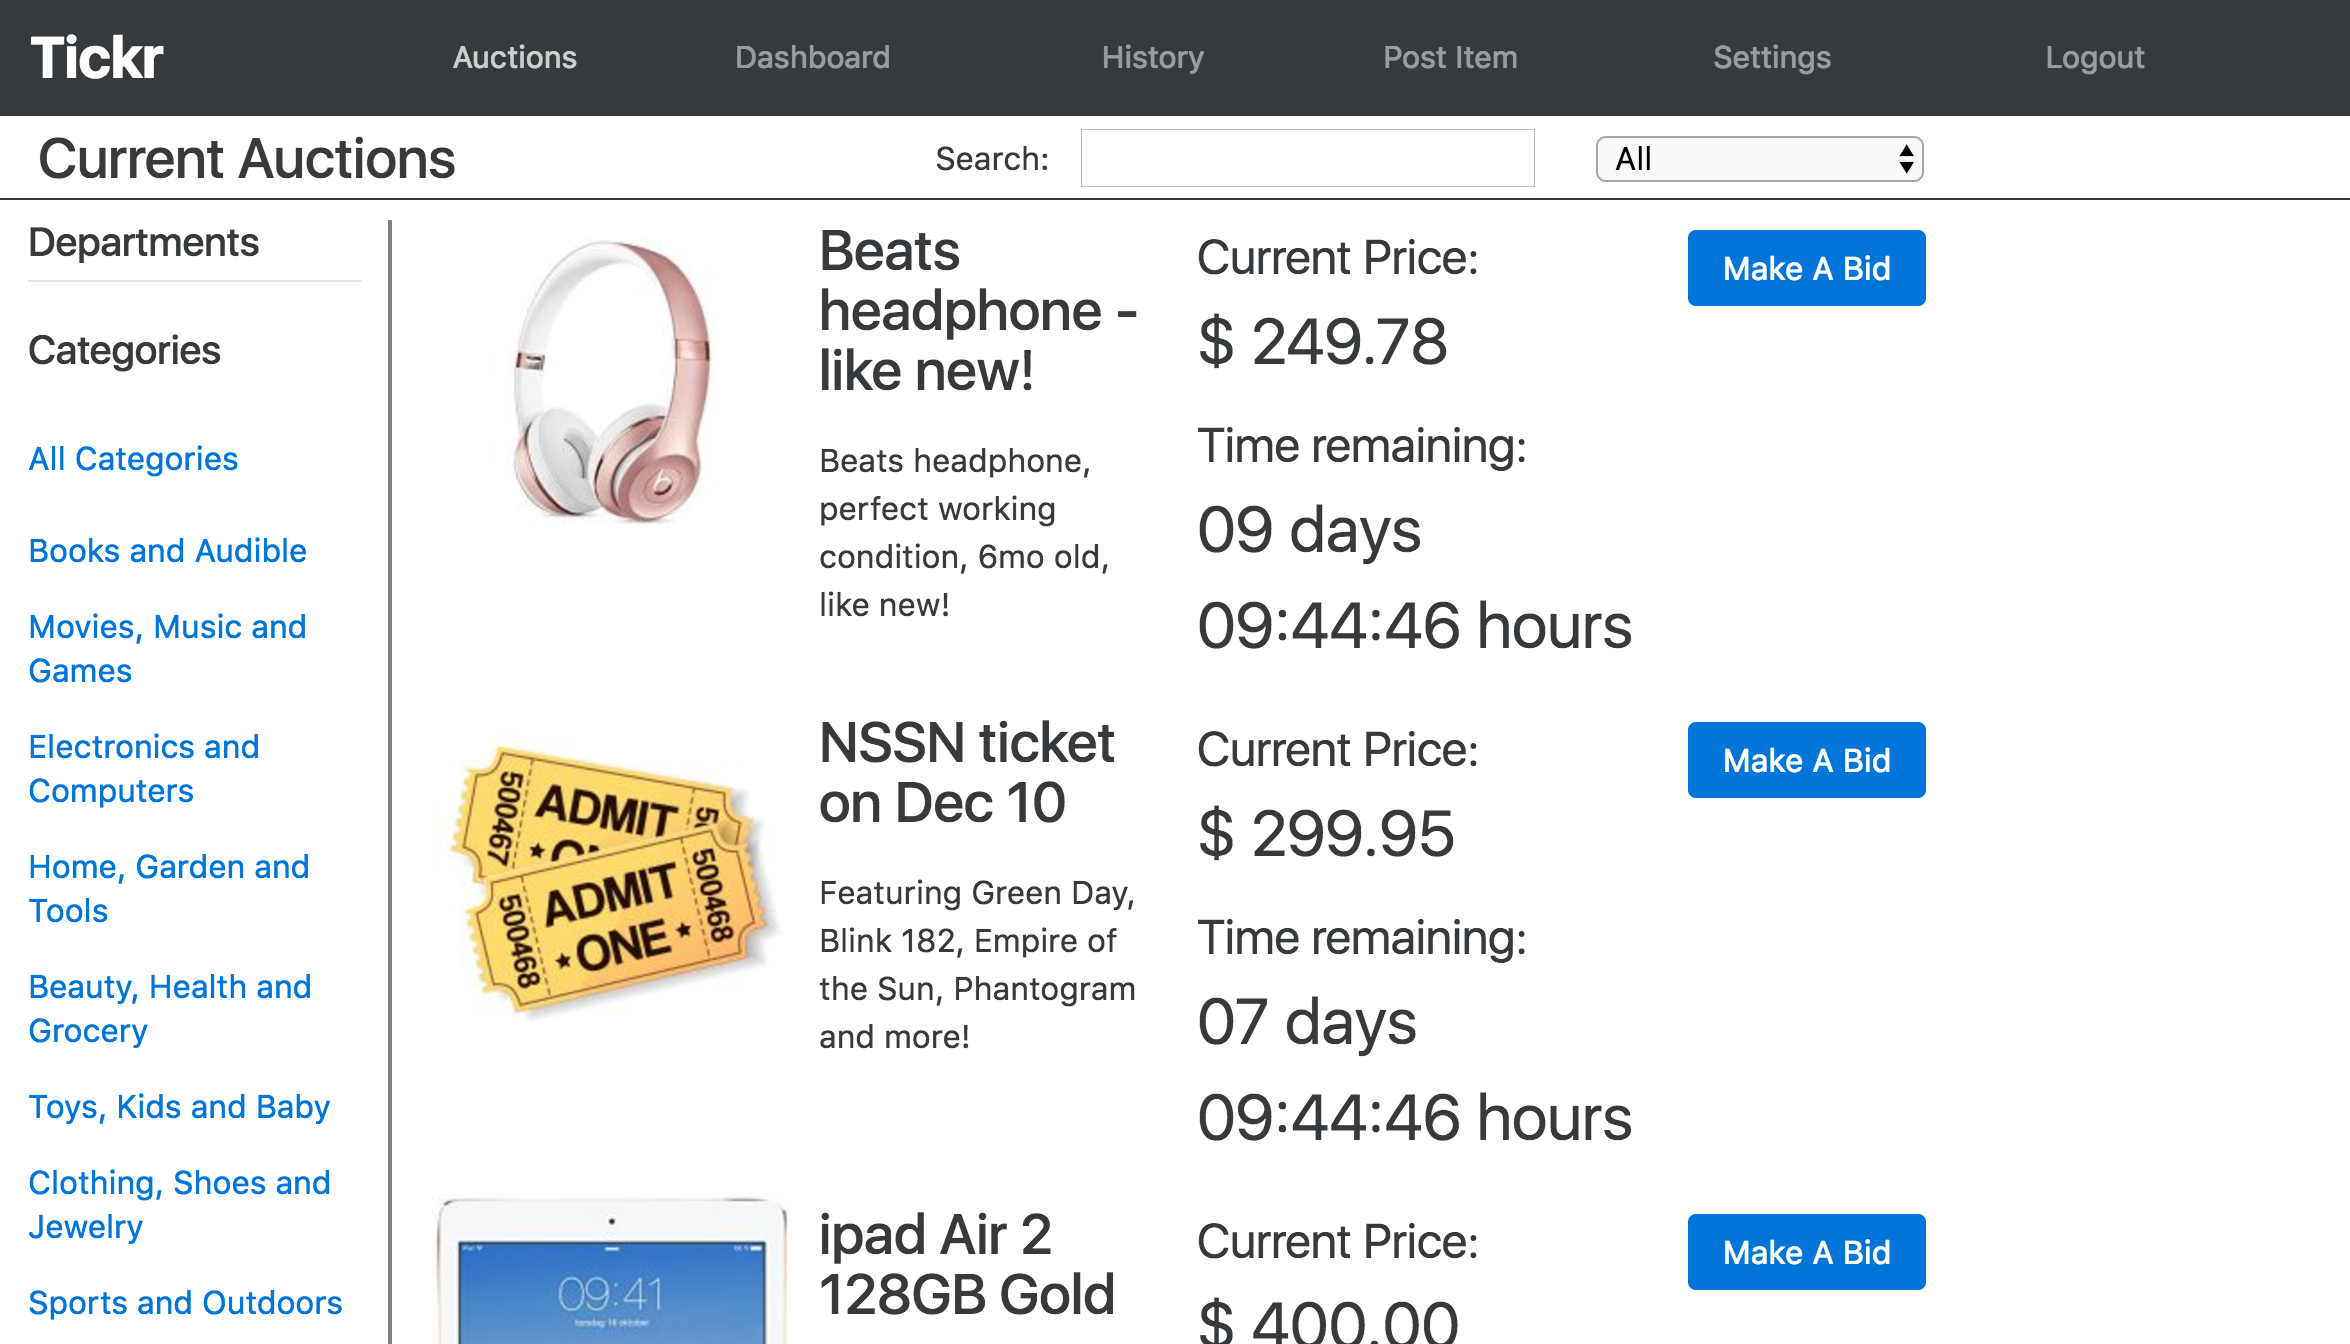 Tickr
Auctions
Dashboard
History
Post Item
Settings
Logout
Current Auctions
Search:
All
Departments
Categories
All Categories
Books and Audible
Movies, Music and
Games
Electronics and
Computers
Home, Garden and
Tools
Beauty, Health and
Grocery
Toys, Kids and Baby
Clothing, Shoes and
Jewelry
Sports and Outdoors
Beats
headphone -
like new!
Beats headphone,
perfect working
condition, 6mo old,
like new!
Current Price:
$ 249.78
Time remaining:
09 days
09:44:46 hours
Make A Bid
500467
ADMIT
500468
ADMIT
ONE
500468
NSSN ticket
on Dec 10
Featuring Green Day,
Blink 182, Empire of
the Sun, Phantogram
and more!
Current Price:
$ 299.95
Time remaining:
07 days
09:44:46 hours
Make A Bid
09:41
ipad Air 2
128GB Gold
Current Price:
$ 400.00
Make A Bid